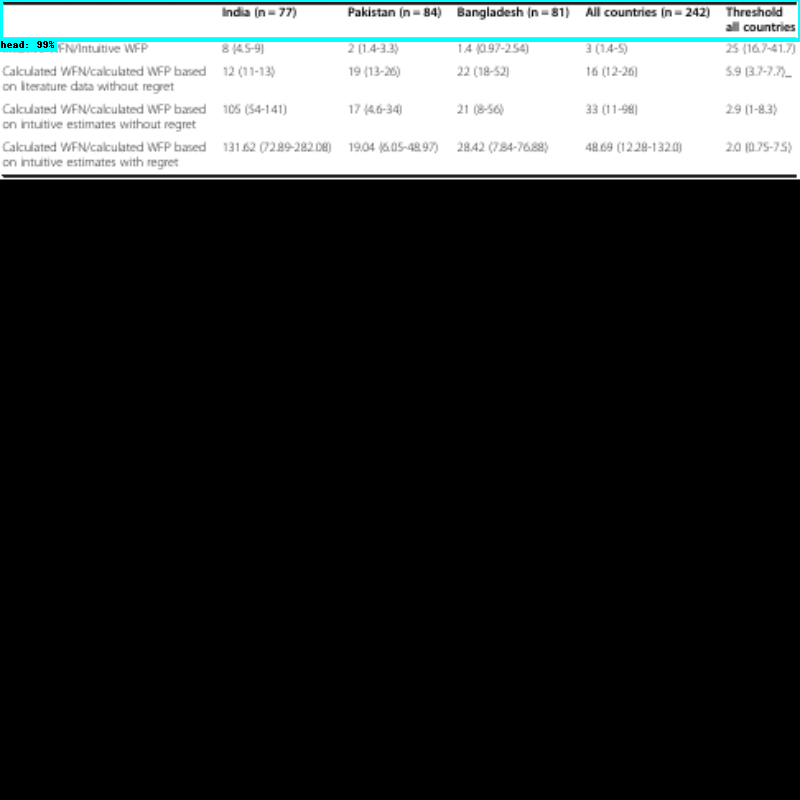 India (n = 77) Pakistan (n = 84) Bangladesh (n = 81) All countries (n = 242) Threshold
all countries
head: 99%
WFN/Intuitive WFP 8 (4.5-9) 2 (1.4-3.3) 1.4 (0.97-2.54) 3 (1.4-5) 25 (16.7-41.7)
Calculated WFN/calculated WFP based 12 (11-13) 19 (13-26) 22 (18-52) 16 (12-26) 5.9 (3.7-7.7)_
on literature data without regret
Calculated WFN/calculated WFP based 105 (54-141) 17 (4.6-34) 21 (8-56) 33 (11-98) 2.9 (1-8.3)
on intuitive estimates without regret
Calculated WFN/calculated WFP based 131.62 (72.89-282.08) 19.04 (6.05-48.97) 28.42 (7.84-76.88) 48.69 (12.28-132.0) 2.0 (0.75-7.5)
on intuitive estimates with regret